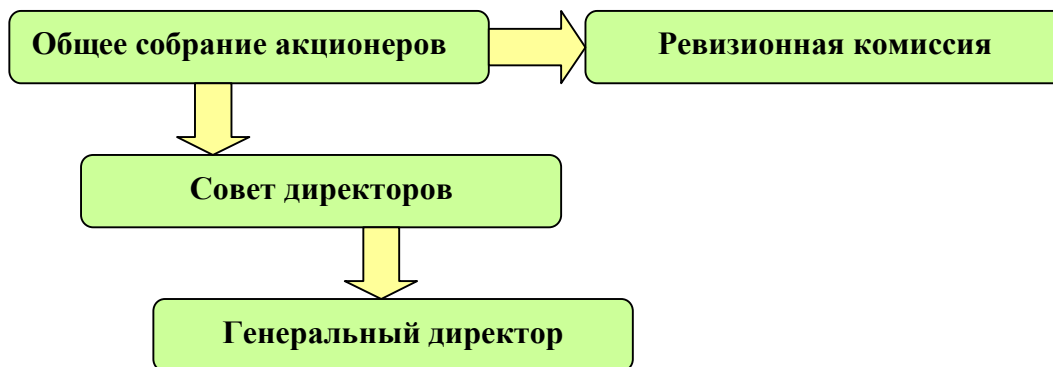 Общее собрание акционеров
Ревизионная комиссия
Совет директоров
Генеральный директор